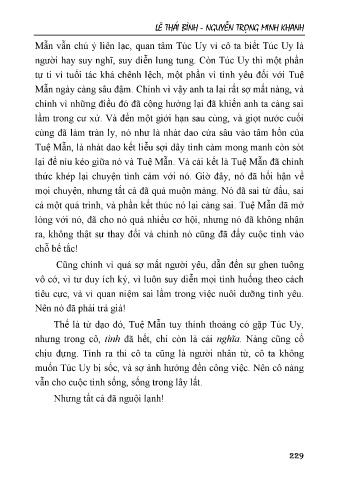 LÊ THÁI BÌNH - NGUYỄN TRỌNG MINH KHANH
Mẫn vẫn chú ý liên lạc, quan tâm Túc Uy vì cô ta biết Túc Uy là
người hay suy nghĩ, suy diễn lung tung. Còn Túc Uy thì một phần
tự ti vì tuổi tác khá chênh lệch, một phần vì tình yêu đối với Tuệ
Mẫn ngày càng sâu đậm. Chính vì vậy anh ta lại rất sợ mất nàng, và
chính vì những điều đó đã cộng hưởng lại đã khiến anh ta càng sai
lầm trong cư xử. Và đến một giới hạn sau cùng, và giọt nước cuối
cùng đã làm tràn ly, nó như là nhát dao cứa sâu vào tâm hồn của
Tuệ Mẫn, là nhát dao kết liễu sợi dây tình cảm mong manh còn sót
lại để níu kéo giữa nó và Tuệ Mẫn. Và cái kết là Tuệ Mẫn đã chính
thức khép lại chuyện tình cảm với nó. Giờ đây, nó đã hối hận về
mọi chuyện, nhưng tất cả đã quá muộn màng. Nó đã sai từ đầu, sai
cả một quá trình, và phần kết thúc nó lại càng sai. Tuệ Mẫn đã mở
lòng với nó, đã cho nó quá nhiều cơ hội, nhưng nó đã không nhận
ra, không thật sự thay đổi và chính nó cũng đã đẩy cuộc tình vào
chỗ bế tắc!
Cũng chính vì quá sợ mất người yêu, dẫn đến sự ghen tuông
vô cớ, vì tư duy ích kỷ, vì luôn suy diễn mọi tình huống theo cách
tiêu cực, và vì quan niệm sai lầm trong việc nuôi dưỡng tình yêu.
Nên nó đã phải trả giá!
Thế là từ dạo đó, Tuệ Mẫn tuy thỉnh thoảng có gặp Túc Uy,
nhưng trong cô, tình đã hết, chỉ còn là cái nghĩa. Nàng cũng cố
chịu đựng. Tính ra thì cô ta cũng là người nhân từ, cô ta không
muốn Túc Uy bị sốc, và sợ ảnh hưởng đến công việc. Nên cô nàng
vẫn cho cuộc tình sống, sống trong lây lất.
Nhưng tất cả đã nguội lạnh!
229